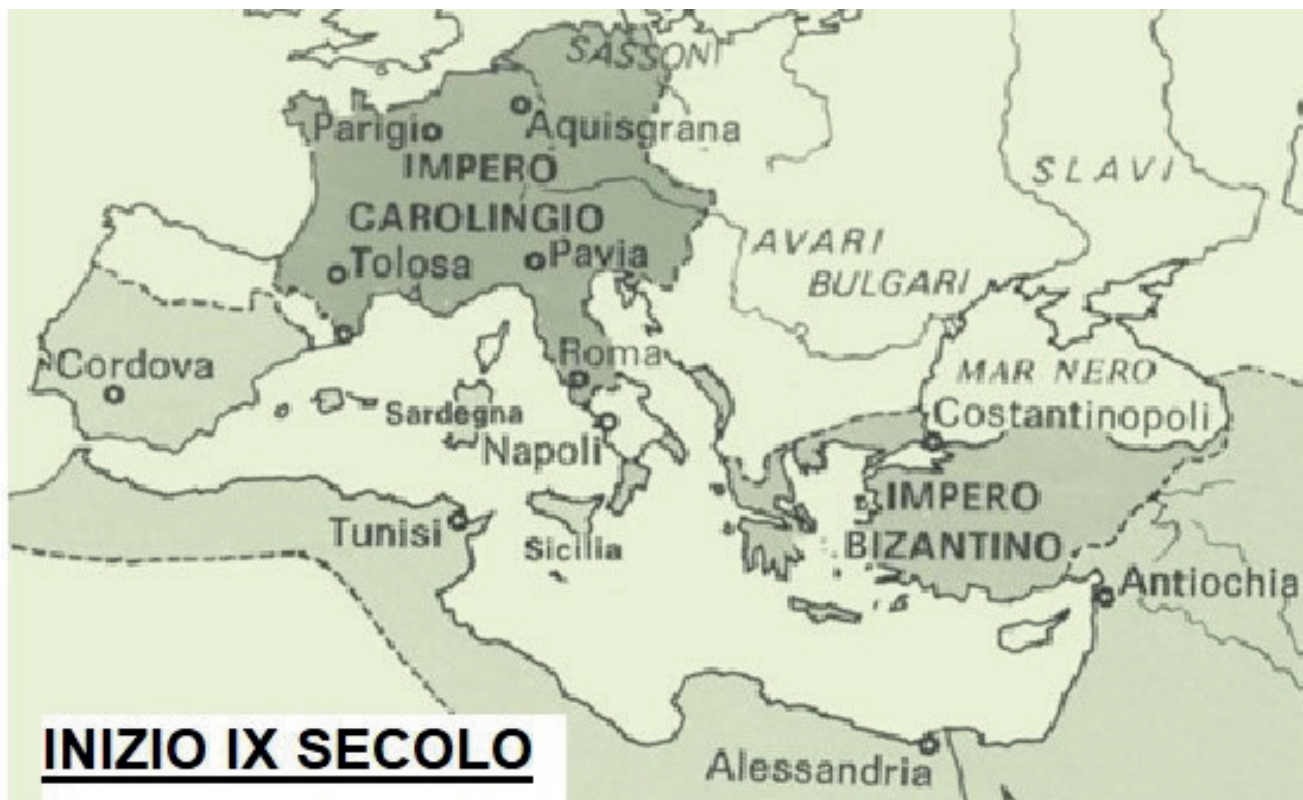 SASSONI
Parigi
Aquisgrana
IMPERO
CAROLINGIO
SLAVI
Tolosa
Pavia
AVARI
BULGARI
Cordova
Roma
MAR NERO
Sardegna
Costantinopoli
Napoli
IMPERO
BIZANTINO
Tunisi
Sicilia
Antiochia
INIZIO IX SECOLO
Alessandria